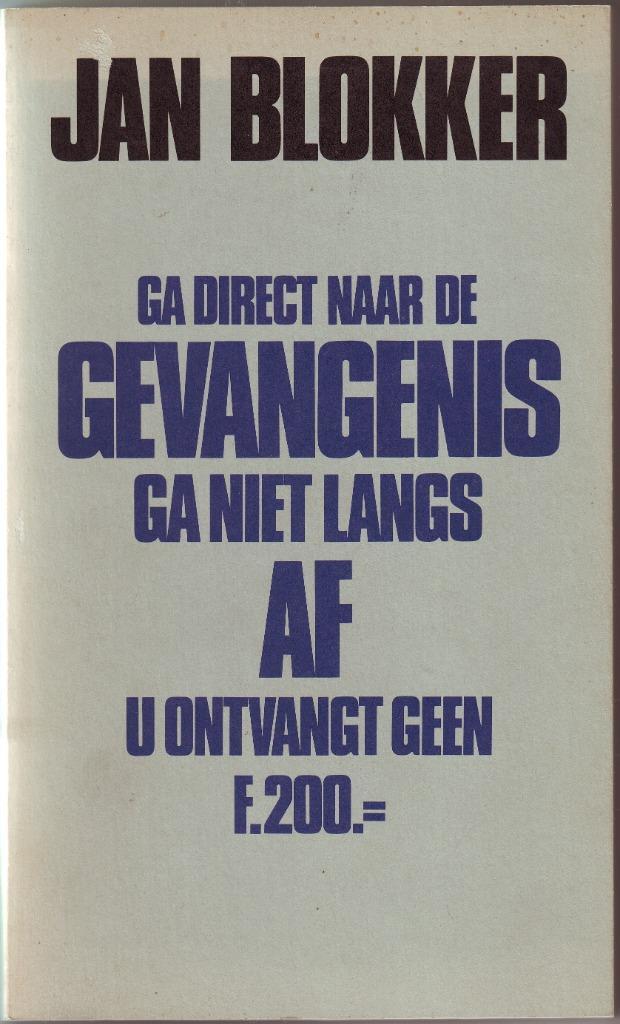 JAN BLOKKER
GA DIRECT NAAR DE
GEVANGENIS
GA NIET LANGS
AF
U ONTVANGT GEEN
F.200.=